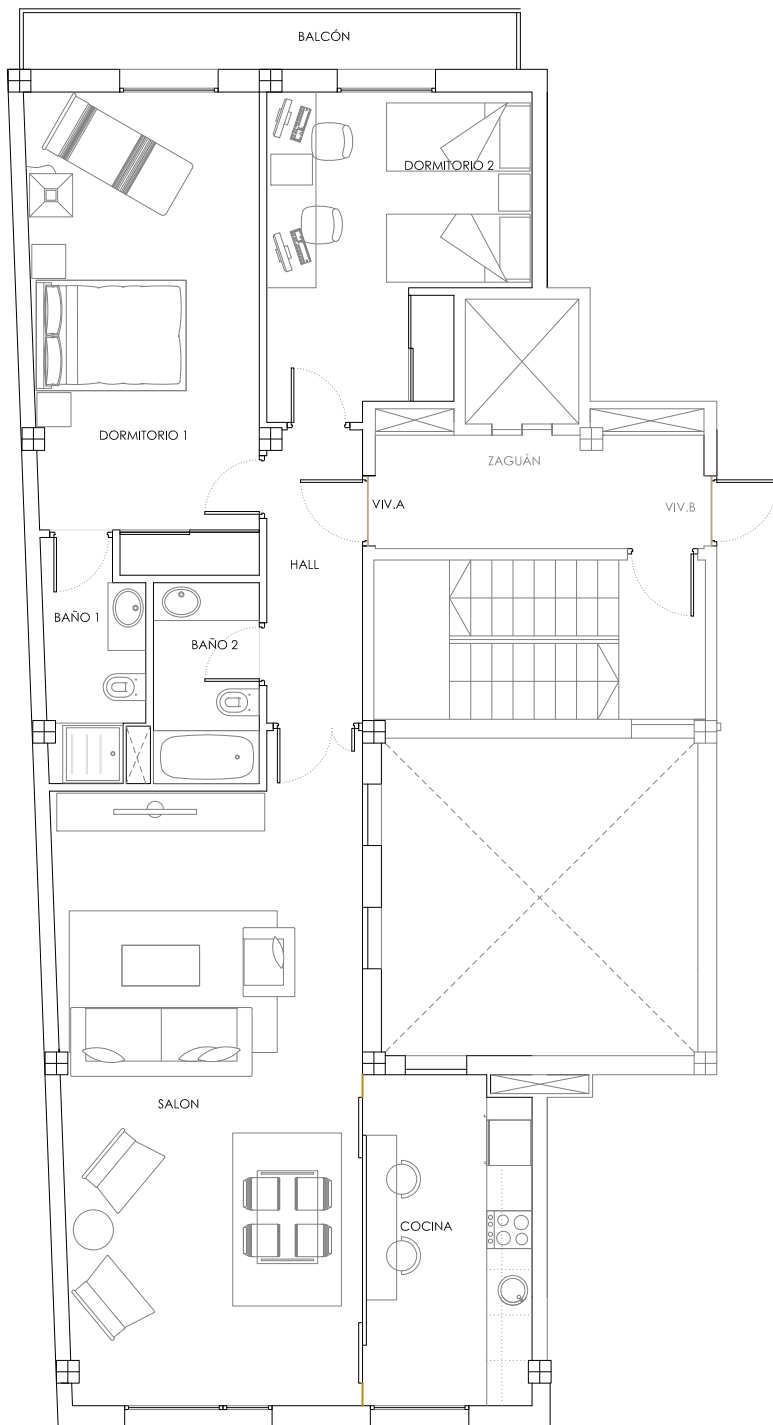 BALCÓN
DORMITORIO 2
DORMITORIO 1
ZAGUÁN
VIV.A
VIV.B
HALL
BAÑO 1
BAÑO 2
SALON
COCINA